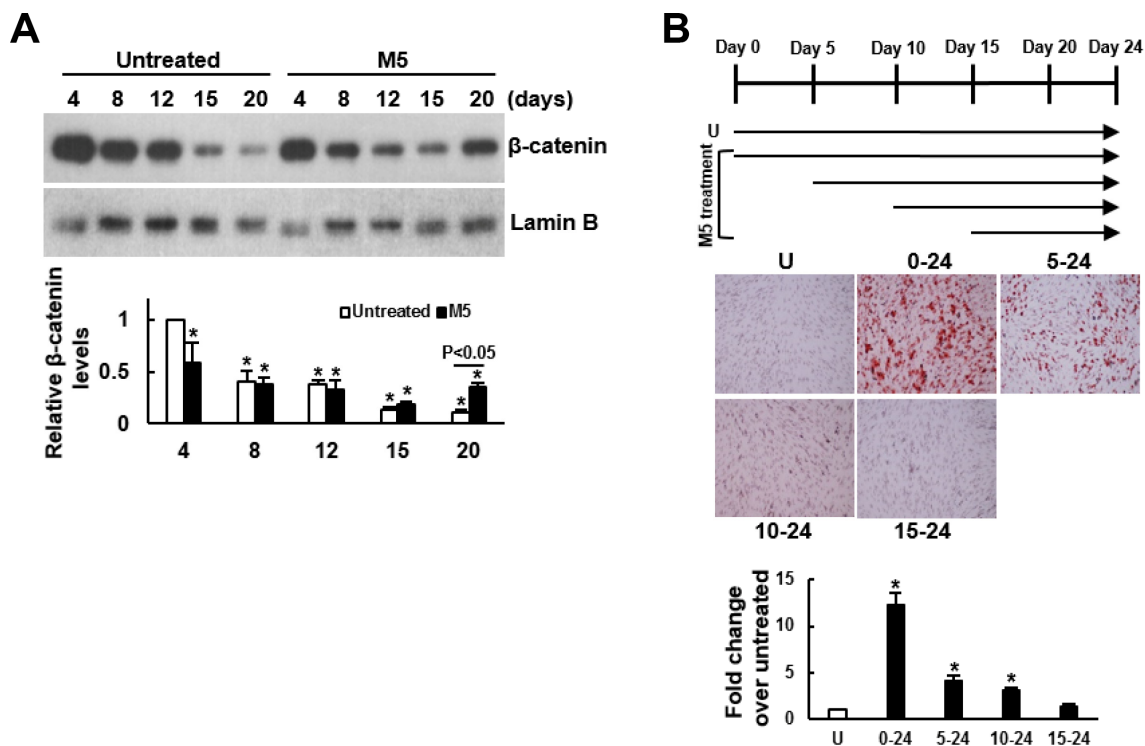 A
Untreated M5
4 8 12 15 20 4 8 12 15 20 (days)
β-catenin
Lamin B
Relative β-catenin
levels
1
0.5
0
Untreated M5
* * * * * * * * *
P<0.05
4 8 12 15 20
B
Day 0 Day 5 Day 10 Day 15 Day 20 Day 24
U
M5 treatment
U 0-24 5-24
10-24 15-24
Fold change
over untreated
15
10
5
0
* * *
U 0-24 5-24 10-24 15-24